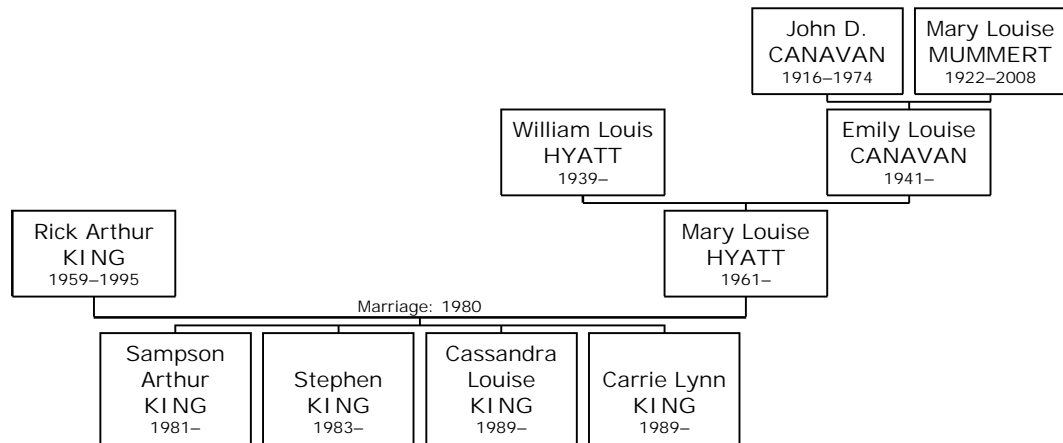 John D.
CANAVAN
1916–1974
Mary Louise
MUMMERT
1922–2008
William Louis
HYATT
1939–
Emily Louise
CANAVAN
1941–
Rick Arthur
KING
1959–1995
Mary Louise
HYATT
1961–
Marriage: 1980
Sampson
Arthur
KING
1981–
Stephen
KING
1983–
Cassandra
Louise
KING
1989–
Carrie Lynn
KING
1989–